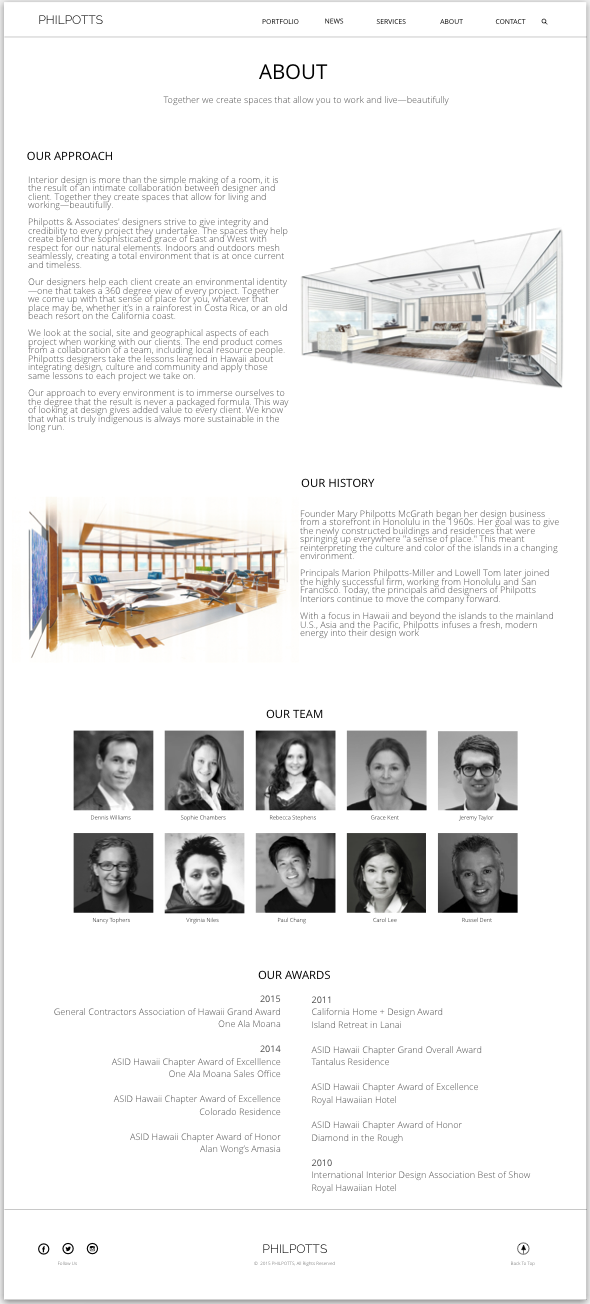 PHILPOTTS
PORTFOLIO
NEWS
SERVICES
ABOUT
CONTACT
ABOUT
Together we create spaces that allow you to work and live—beautifully
OUR APPROACH
Interior design is more than the simple making of a room, it is
the result of an intimate collaboration between designer and
client. Together they create spaces that allow for living and
working—beautifully.
Philpotts & Associates' designers strive to give integrity and
credibility to every project they undertake. The spaces they help
create blend the sophisticated grace of East and West with
respect for our natural elements. Indoors and outdoors mesh
seamlessly, creating a total environment that is at once current
and timeless.
Our designers help each client create an environmental identity
—one that takes a 360 degree view of every project. Together
we come up with that sense of place for you, whatever that
place may be, whether it's in a rainforest in Costa Rica, or an old
beach resort on the California coast.
We look at the social, site and geographical aspects of each
project when working with our clients. The end product comes
from a collaboration of a team, including local resource people.
Philpotts designers take the lessons learned in Hawaii about
integrating design, culture and community and apply those
same lessons to each project we take on.
Our approach to every environment is to immerse ourselves to
the degree that the result is never a packaged formula. This way
of looking at design gives added value to every client. We know
that what is truly indigenous is always more sustainable in the
long run.
OUR HISTORY
Founder Mary Philpotts McGrath began her design business
from a storefront in Honolulu in the 1960s. Her goal was to give
the newly constructed buildings and residences that were
springing up everywhere "a sense of place." This meant
reinterpreting the culture and color of the islands in a changing
environment.
Principals Marion Philpotts-Miller and Lowell Tom later joined
the highly successful firm, working from Honolulu and San
Francisco. Today, the principals and designers of Philpotts
Interiors continue to move the company forward.
With a focus in Hawaii and beyond the islands to the mainland
U.S., Asia and the Pacific, Philpotts infuses a fresh, modern
energy into their design work
OUR TEAM
Dennis Williams
Sophie Chambers
Rebecca Stephens
Grace Kent
Jeremy Taylor
Nancy Tophers
Virginia Niles
Paul Chang
Carol Lee
Russel Dent
OUR AWARDS
2015
General Contractors Association of Hawaii Grand Award
One Ala Moana
2014
ASID Hawaii Chapter Award of Excelllence
One Ala Moana Sales Office
ASID Hawaii Chapter Award of Excellence
Colorado Residence
ASID Hawaii Chapter Award of Honor
Alan Wong's Amasia
2011
California Home + Design Award
Island Retreat in Lanai
ASID Hawaii Chapter Grand Overall Award
Tantalus Residence
ASID Hawaii Chapter Award of Excellence
Royal Hawaiian Hotel
ASID Hawaii Chapter Award of Honor
Diamond in the Rough
2010
International Interior Design Association Best of Show
Royal Hawaiian Hotel
Follow Us
PHILPOTTS
© 2015 PHILPOTTS, All Rights Reserved
Back To Top